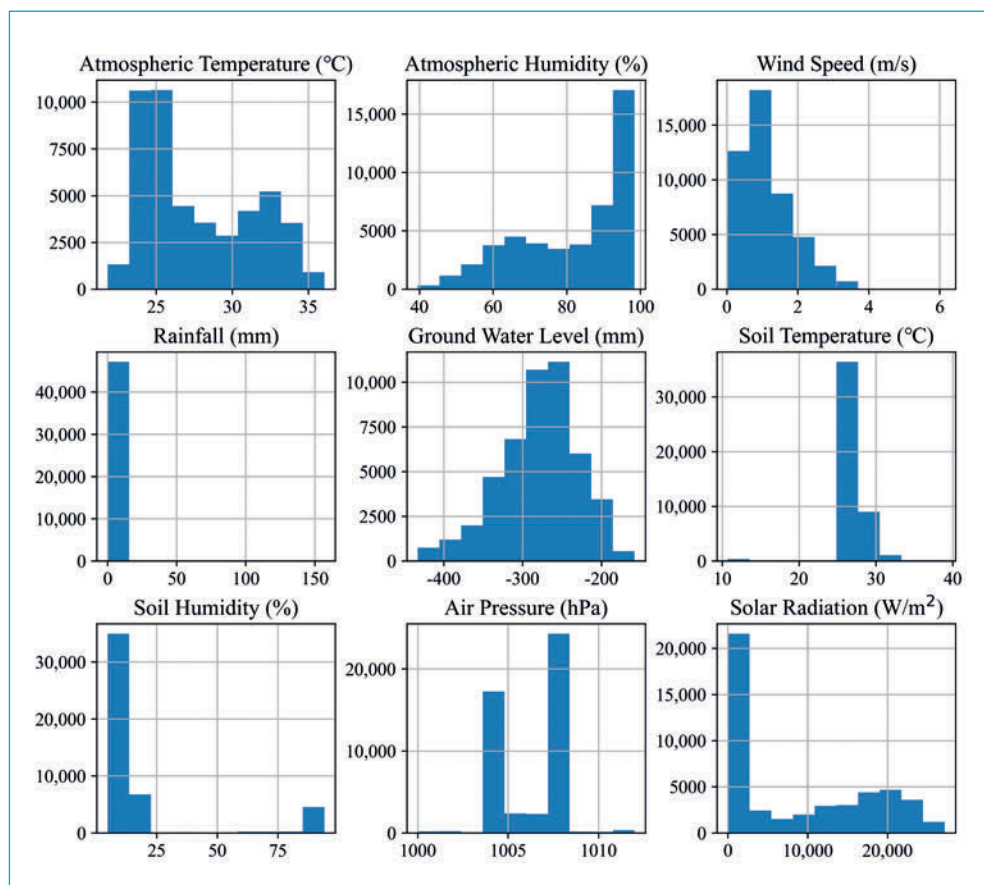 Atmospheric Temperature (°C)
10,000
7500
5000
2500
0
25 30 35
Atmospheric Humidity (%)
15,000
10,000
5000
0
40 60 80 100
Wind Speed (m/s)
15,000
10,000
5000
0
0 2 4 6
Rainfall (mm)
40,000
30,000
20,000
10,000
0
0 50 100 150
Ground Water Level (mm)
10,000
7500
5000
2500
0
-400 -300 -200
Soil Temperature (°C)
30,000
20,000
10,000
0
10 20 30 40
Soil Humidity (%)
30,000
20,000
10,000
0
25 50 75
Air Pressure (hPa)
20,000
10,000
0
1000 1005 1010
Solar Radiation (W/m²)
20,000
15,000
10,000
5000
0
0 10,000 20,000